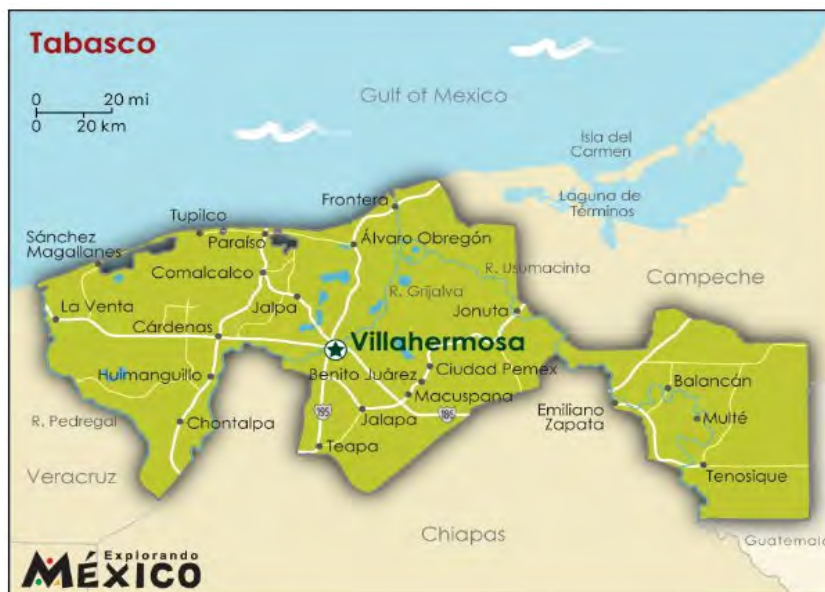 Tabasco
0 20 mi
0 20 km
Gulf of Mexico
Isla del
Carmen
Laguna de
Términos
Frontera
Tupilco
Paraíso
Álvaro Obregón
Sánchez
Magallanes
R. Usumacinta
Comalcalco
Campeche
R. Grijalva
Jalpa
La Venta
Jonuta
Cárdenas
Villahermosa
Huimanguillo
Benito Juárez
Ciudad Pemex
Balancán
Macuspana
Emiliano
Zapata
Multé
R. Pedregal
Chontalpa
195
Jalapa
186
Teapa
Veracruz
Tenosique
Chiapas
Guatemala
Explorando
MÉXICO